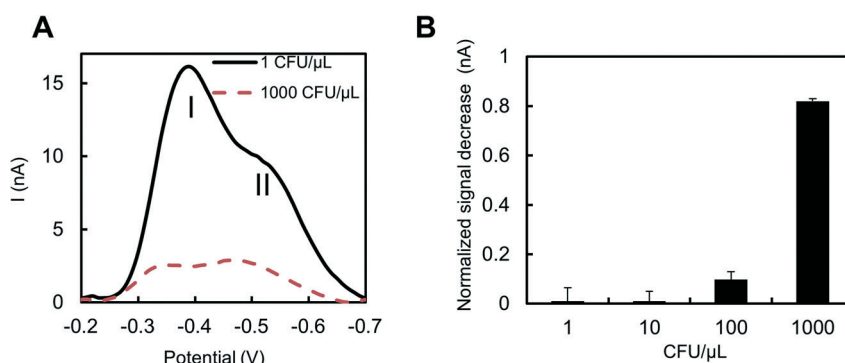 A
I (nA)
15
10
5
0
1 CFU/μL
1000 CFU/μL
I
II
-0.2 -0.3 -0.4 -0.5 -0.6 -0.7
Potential (V)
B
Normalized signal decrease (nA)
1
0.8
0.6
0.4
0.2
0
1 10 100 1000
CFU/μL